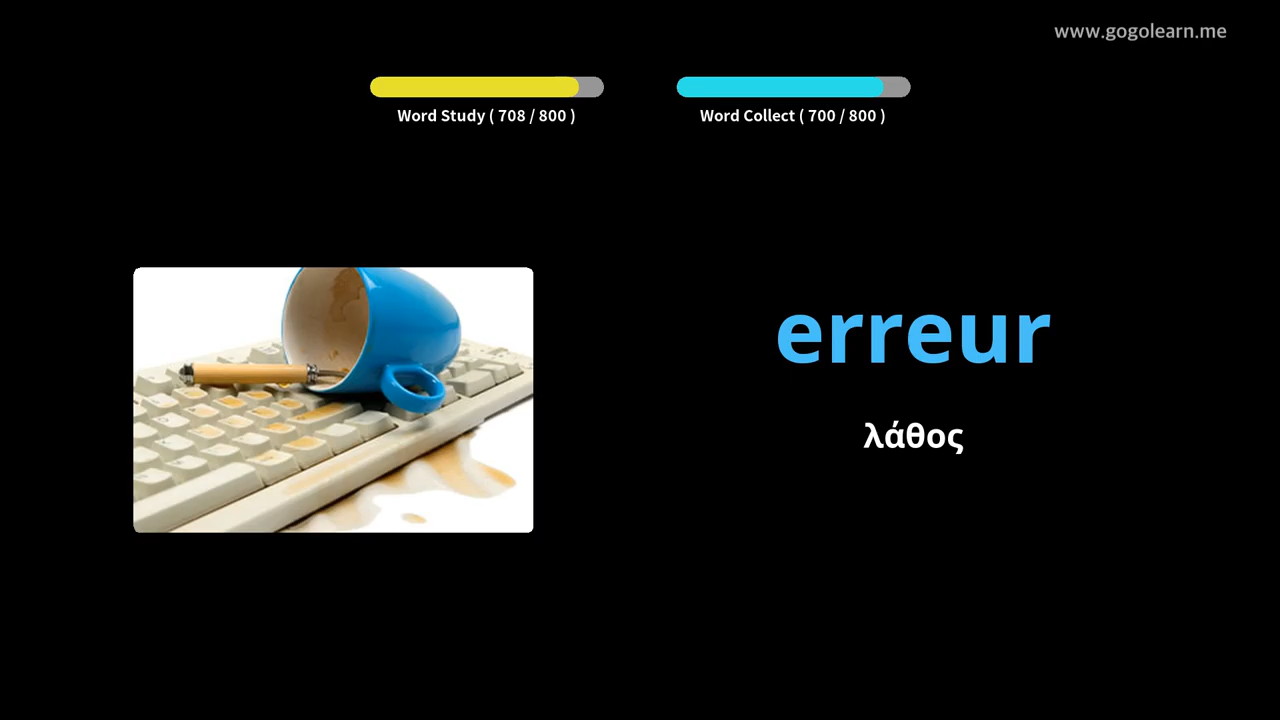 www.gogolearn.me
Word Study ( 708 / 800 )
Word Collect ( 700 / 800 )
erreur
λάθος